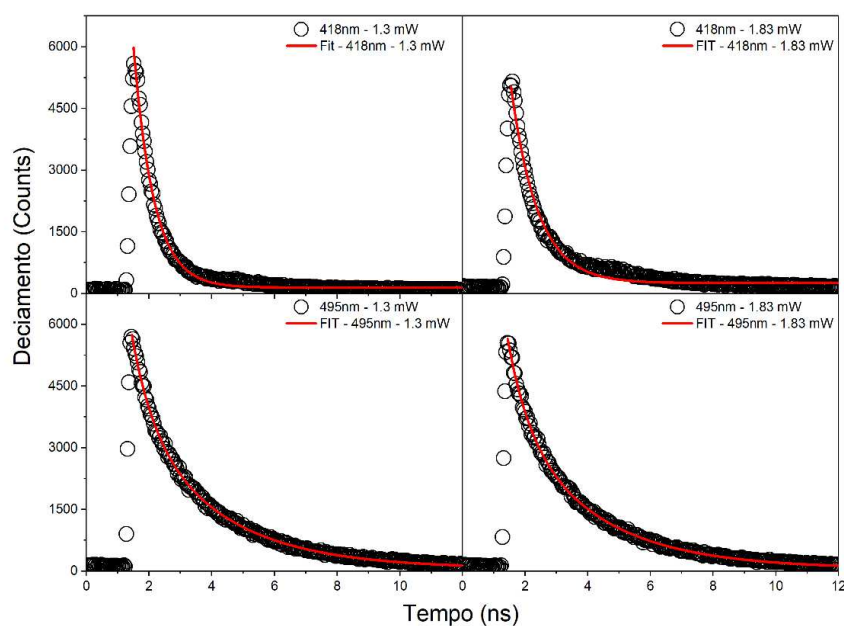 418nm - 1.3 mW
Fit - 418nm - 1.3 mW
418nm - 1.83 mW
FIT - 418nm - 1.83 mW
6000
4500
3000
1500
0
495nm - 1.3 mW
FIT - 495nm - 1.3 mW
495nm - 1.83 mW
FIT - 495nm - 1.83 mW
6000
4500
3000
1500
0
Deciamento (Counts)
0 2 4 6 8 10 0 2 4 6 8 10 12
Tempo (ns)